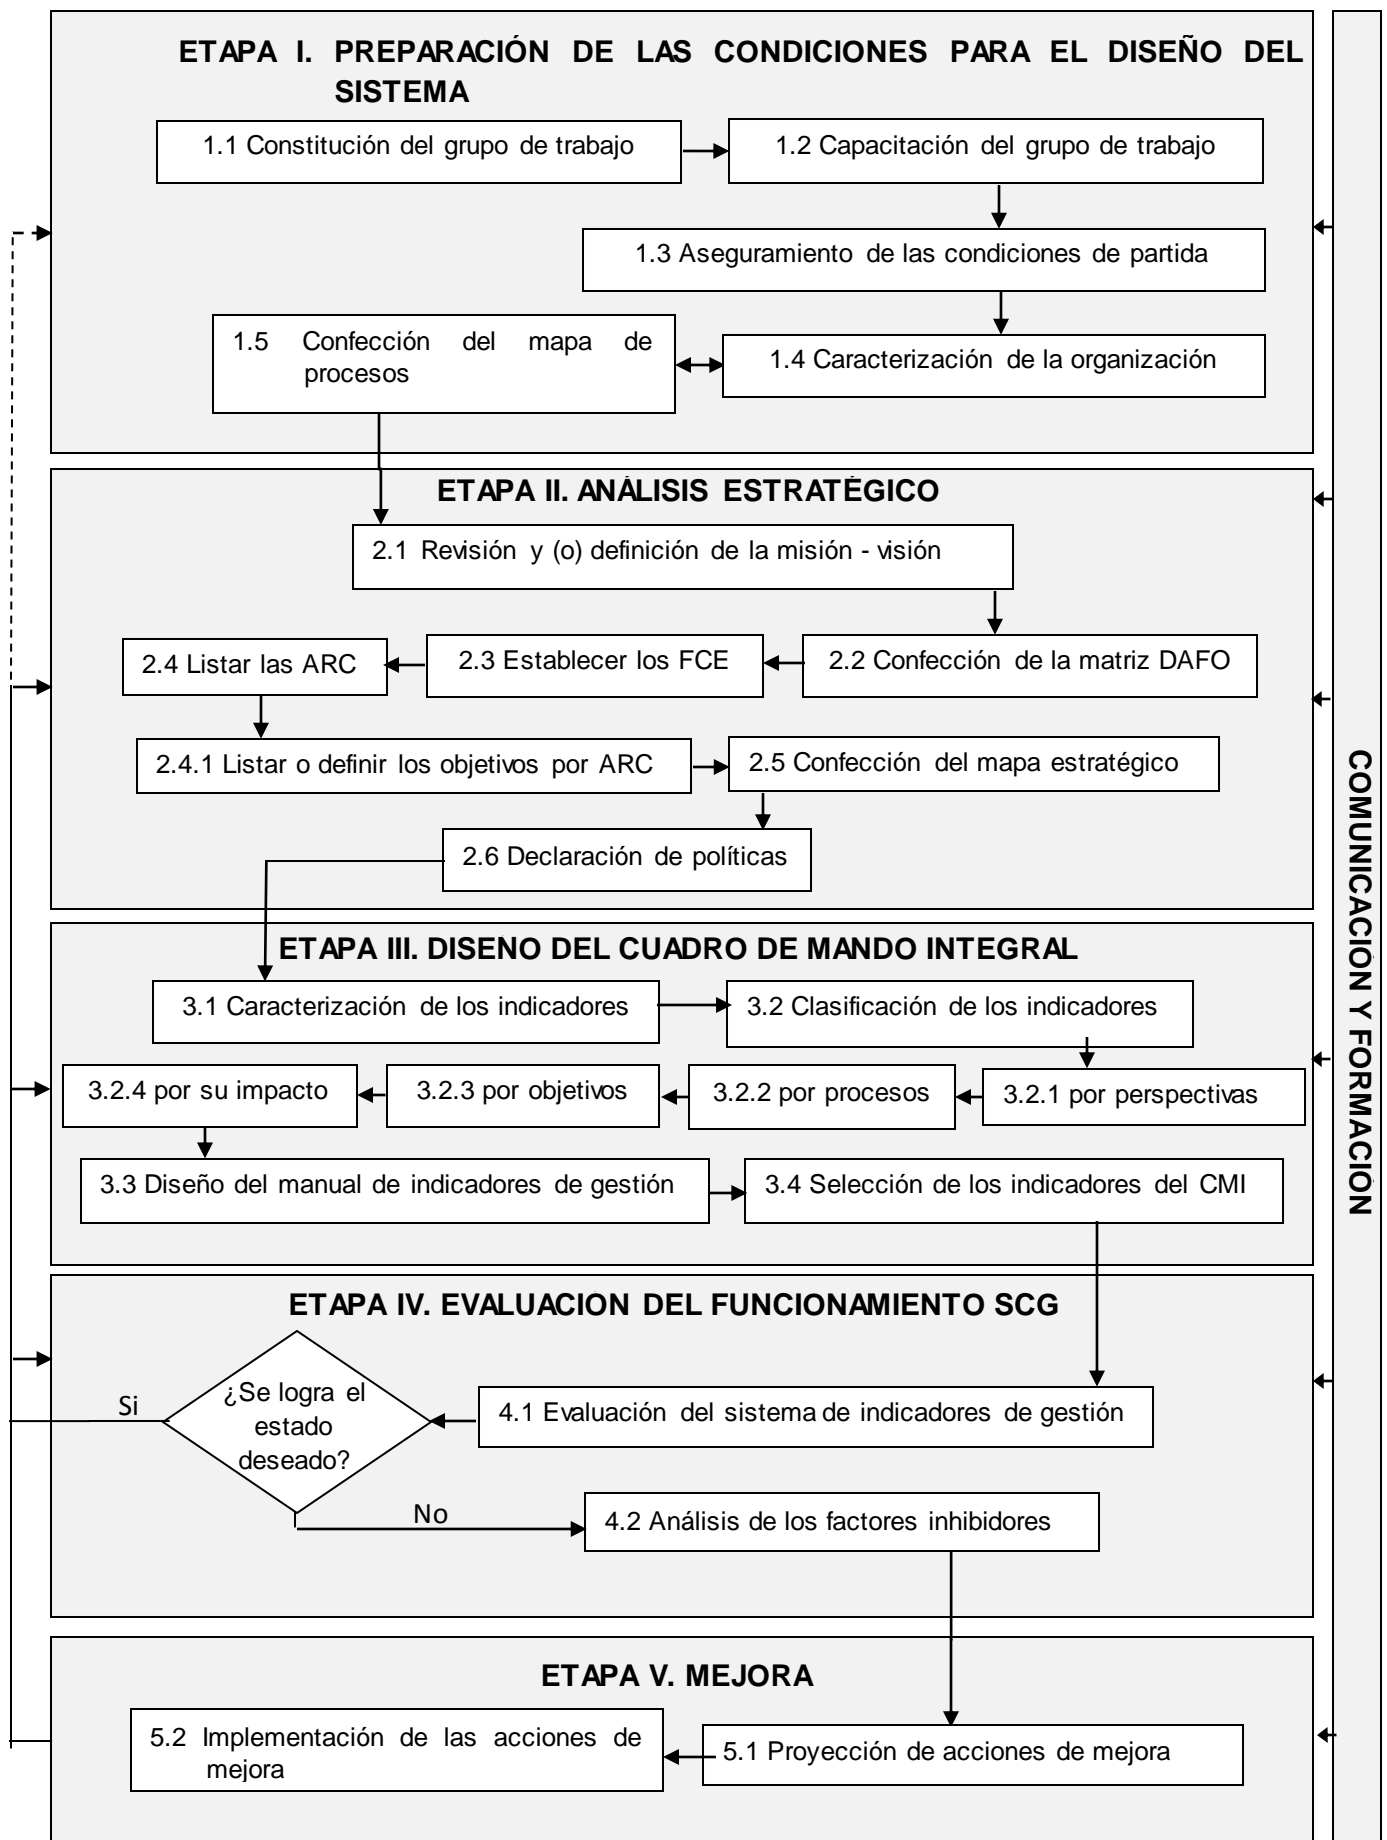 ETAPA I. PREPARACIÓN DE LAS CONDICIONES PARA EL DISEÑO DEL
SISTEMA
1.1 Constitución del grupo de trabajo
1.2 Capacitación del grupo de trabajo
1.3 Aseguramiento de las condiciones de partida
1.5 Confección del mapa de
procesos
1.4 Caracterización de la organización
ETAPA II. ANÁLISIS ESTRATÉGICO
2.1 Revisión y (o) definición de la misión - visión
2.4 Listar las ARC
2.3 Establecer los FCE
2.2 Confección de la matriz DAFO
2.4.1 Listar o definir los objetivos por ARC
2.5 Confección del mapa estratégico
2.6 Declaración de políticas
ETAPA III. DISENO DEL CUADRO DE MANDO INTEGRAL
3.1 Caracterización de los indicadores
3.2 Clasificación de los indicadores
3.2.4 por su impacto
3.2.3 por objetivos
3.2.2 por procesos
3.2.1 por perspectivas
3.3 Diseño del manual de indicadores de gestión
3.4 Selección de los indicadores del CMI
ETAPA IV. EVALUACION DEL FUNCIONAMIENTO SCG
¿Se logra el
estado
deseado?
Si
4.1 Evaluación del sistema de indicadores de gestión
No
4.2 Análisis de los factores inhibidores
ETAPA V. MEJORA
5.2 Implementación de las acciones de
mejora
5.1 Proyección de acciones de mejora
COMUNICACIÓN Y FORMACIÓN